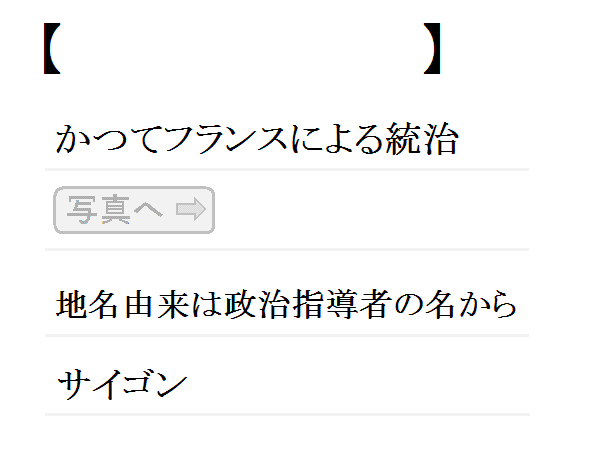 【 】
かつてフランスによる統治
写真へ ⇨
地名由来は政治指導者の名から
サイゴン